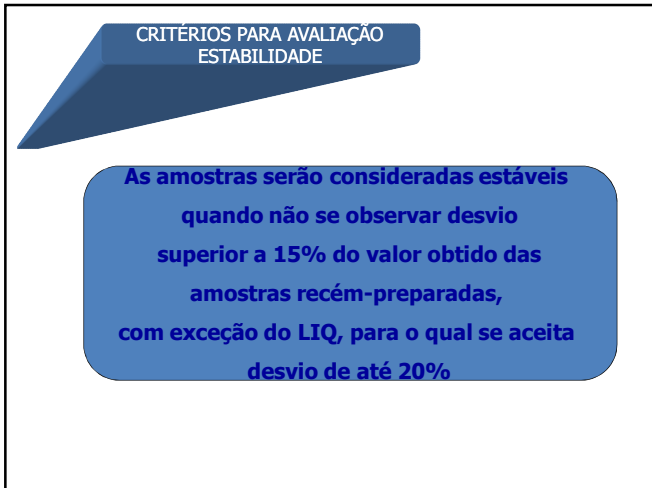 CRITÉRIOS PARA AVALIAÇÃO
ESTABILIDADE
As amostras serão consideradas estáveis
quando não se observar desvio
superior a 15% do valor obtido das
amostras recém-preparadas,
com exceção do LIQ, para o qual se aceita
desvio de até 20%